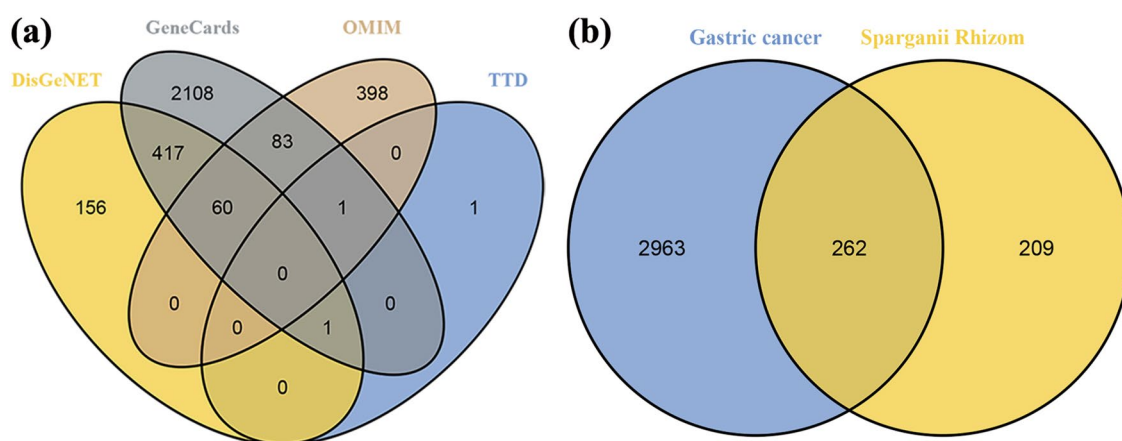 (a) GeneCards OMIM (b) Gastric cancer Sparganii Rhizom
DisGeNET TTD
2108 398
417 83 0
156 60 1 1
2963 262 209
0 0 0
0 1
0